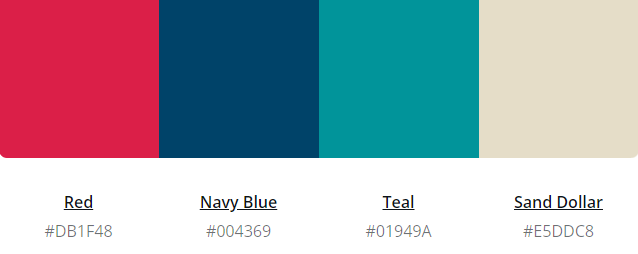 Red Navy Blue Teal Sand Dollar
#DB1F48 #004369 #01949A #E5DDC8